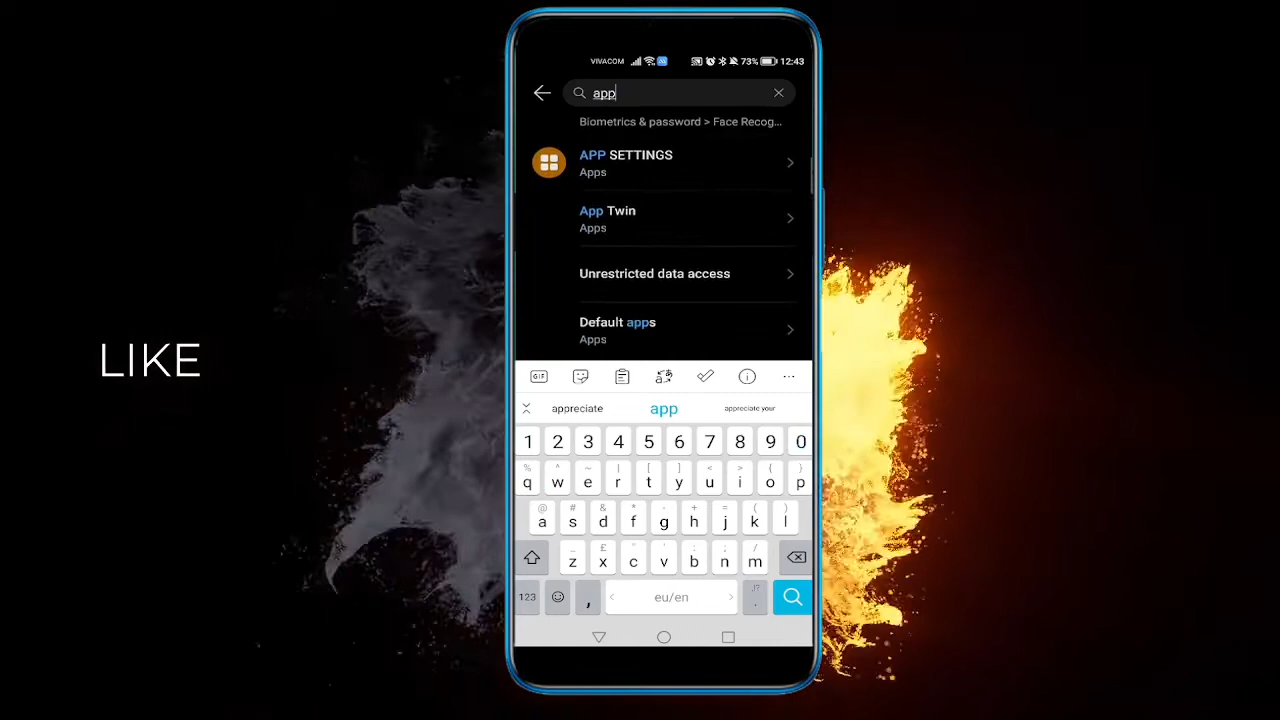 VIVACOM 73% 12:43
app
Biometrics & password > Face Recog...
APP SETTINGS
Apps
App Twin
Apps
Unrestricted data access
Default apps
Apps
LIKE
GIF
appreciate app appreciate your
1 2 3 4 5 6 7 8 9 0
% ^ ~ | [ ] < > { }
q w e r t y u i o p
@ # & * - + = ( )
a s d f g h j k l
_ £ " ' : ; /
z x c v b n m
123 , < eu/en > .!?
.